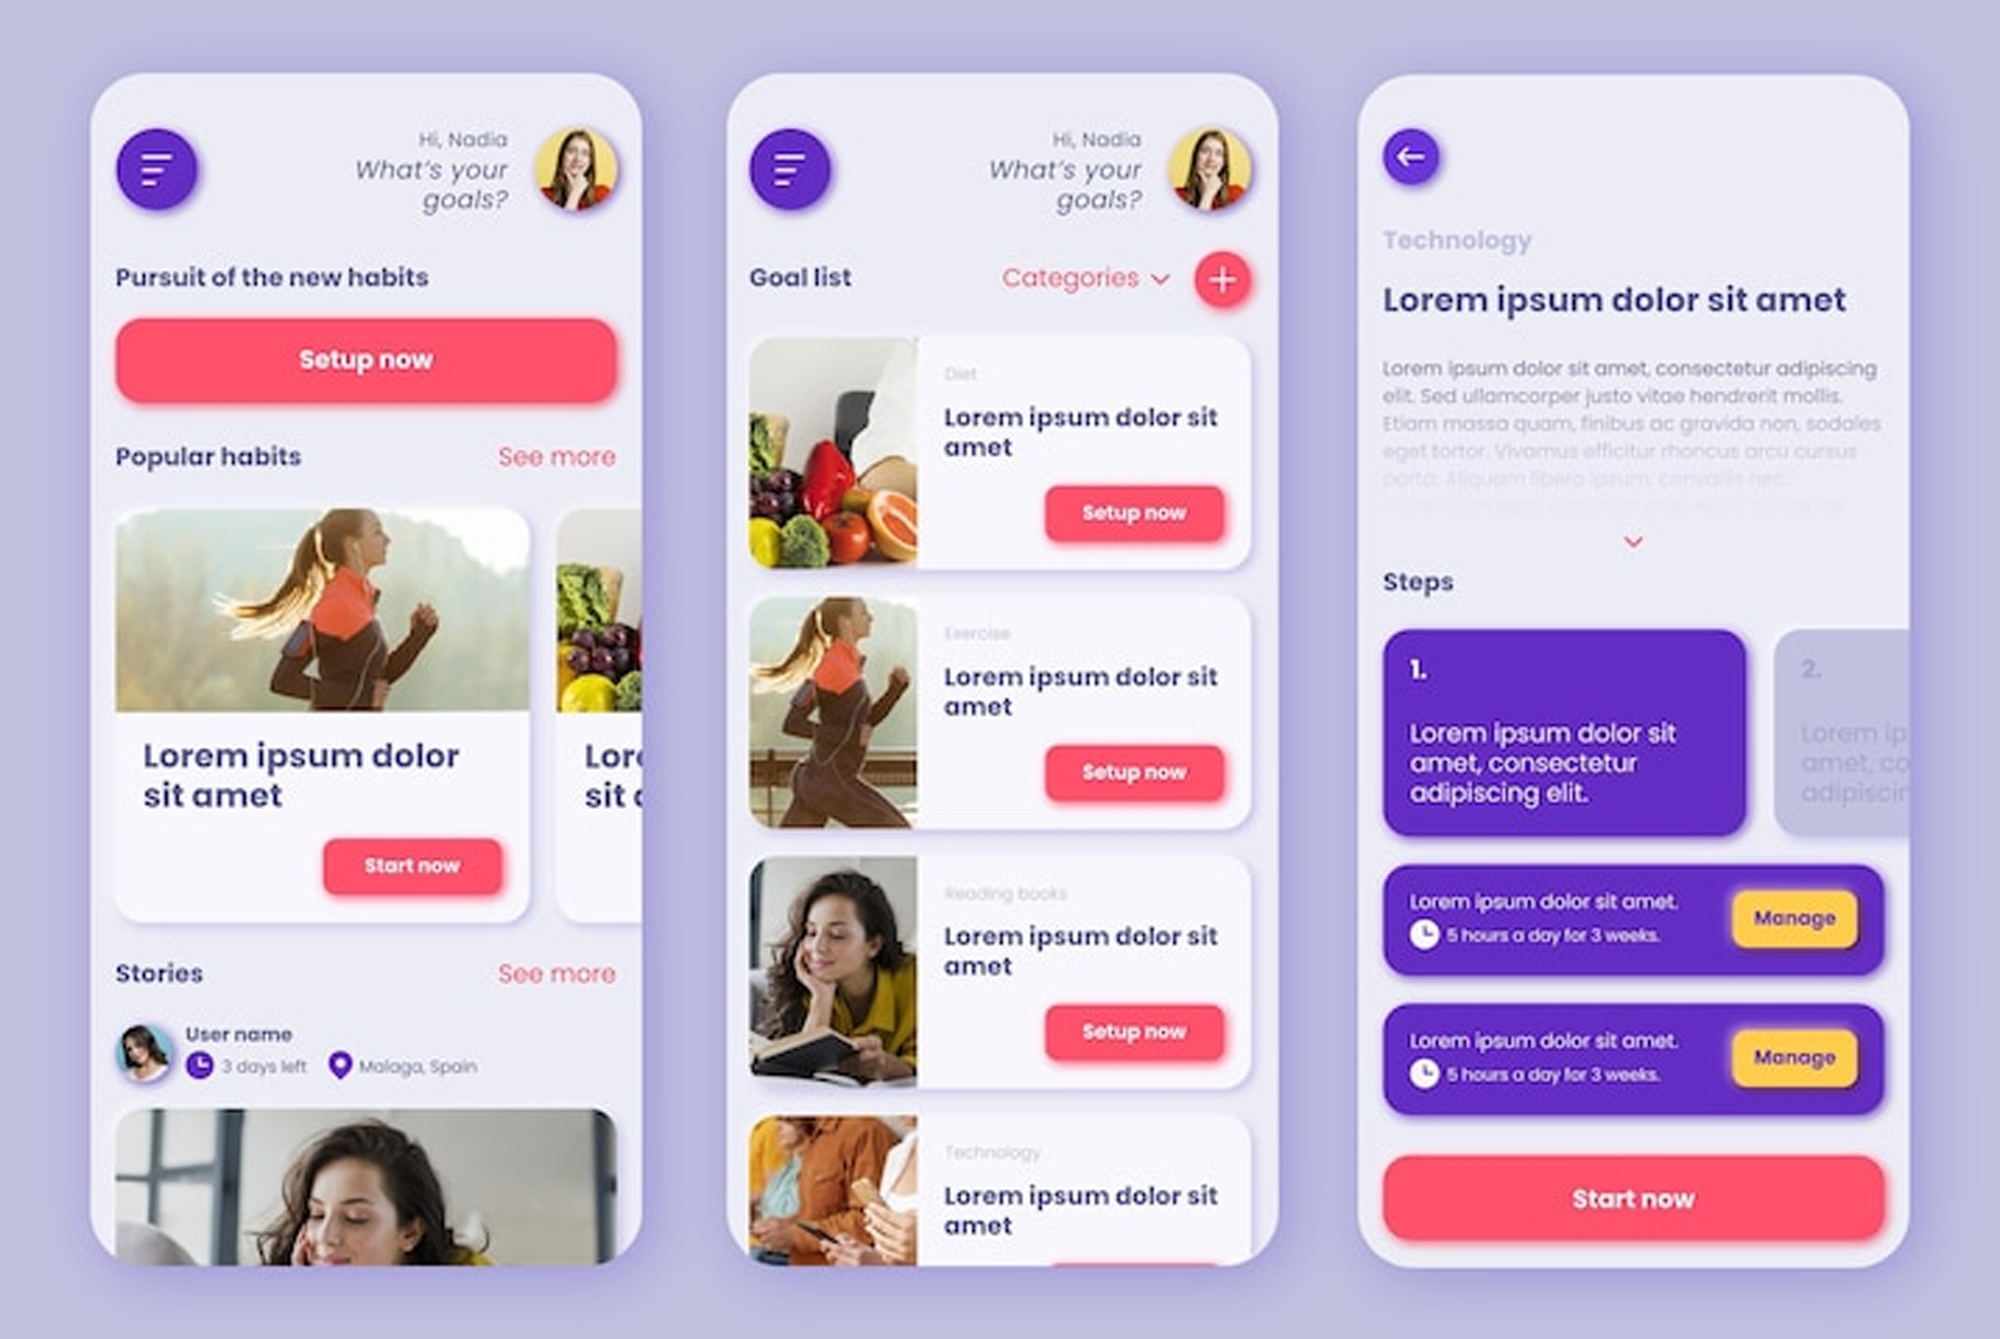 Hi, Nadia
What's your
goals?
Pursuit of the new habits
Setup now
Popular habits
See more
Lorem ipsum dolor
sit amet
Start now
Lore
sit
Stories
See more
User name
3 days left
Malaga, Spain
Hi, Nadia
What's your
goals?
Goal list
Categories
Diet
Lorem ipsum dolor sit
amet
Setup now
Exercise
Lorem ipsum dolor sit
amet
Setup now
Reading books
Lorem ipsum dolor sit
amet
Setup now
Technology
Lorem ipsum dolor sit
amet
Technology
Lorem ipsum dolor sit amet
Lorem ipsum dolor sit amet, consectetur adipiscing
elit. Sed ullamcorper justo vitae hendrerit mollis.
Etiam massa quam, finibus ac gravida non, sodales
eget tortor. Vivamus efficitur rhoncus arcu cursus
porta. Aliquam libero ipsum, convallis nec
Steps
1.
Lorem ipsum dolor sit
amet, consectetur
adipiscing elit.
2.
Lorem ip
amet, co
adipiscin
Lorem ipsum dolor sit amet.
5 hours a day for 3 weeks.
Manage
Lorem ipsum dolor sit amet.
5 hours a day for 3 weeks.
Manage
Start now